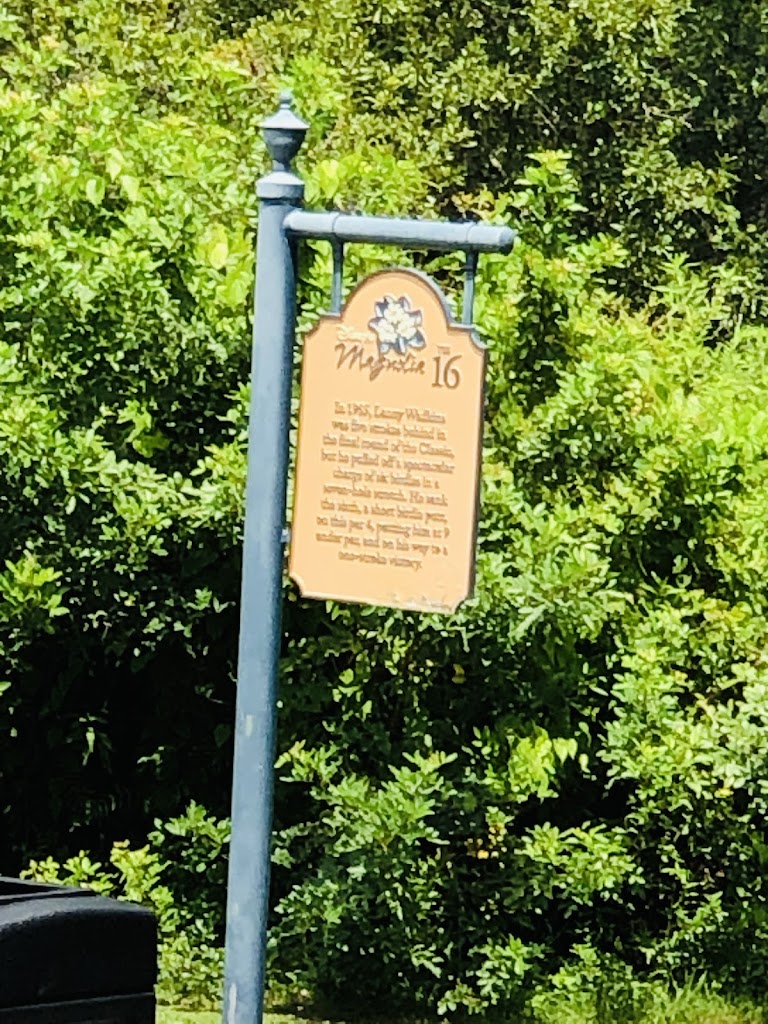 Magnolia
16
In 1985, Lanny Wadkins
was five strokes behind in
the final round of the Classic,
but he pulled off a spectacular
charge of six birdies in a
seven-hole stretch. He sank
the sixth, a short birdie putt,
on this par 4, putting him at 9
under par, and on his way to a
one-stroke victory.